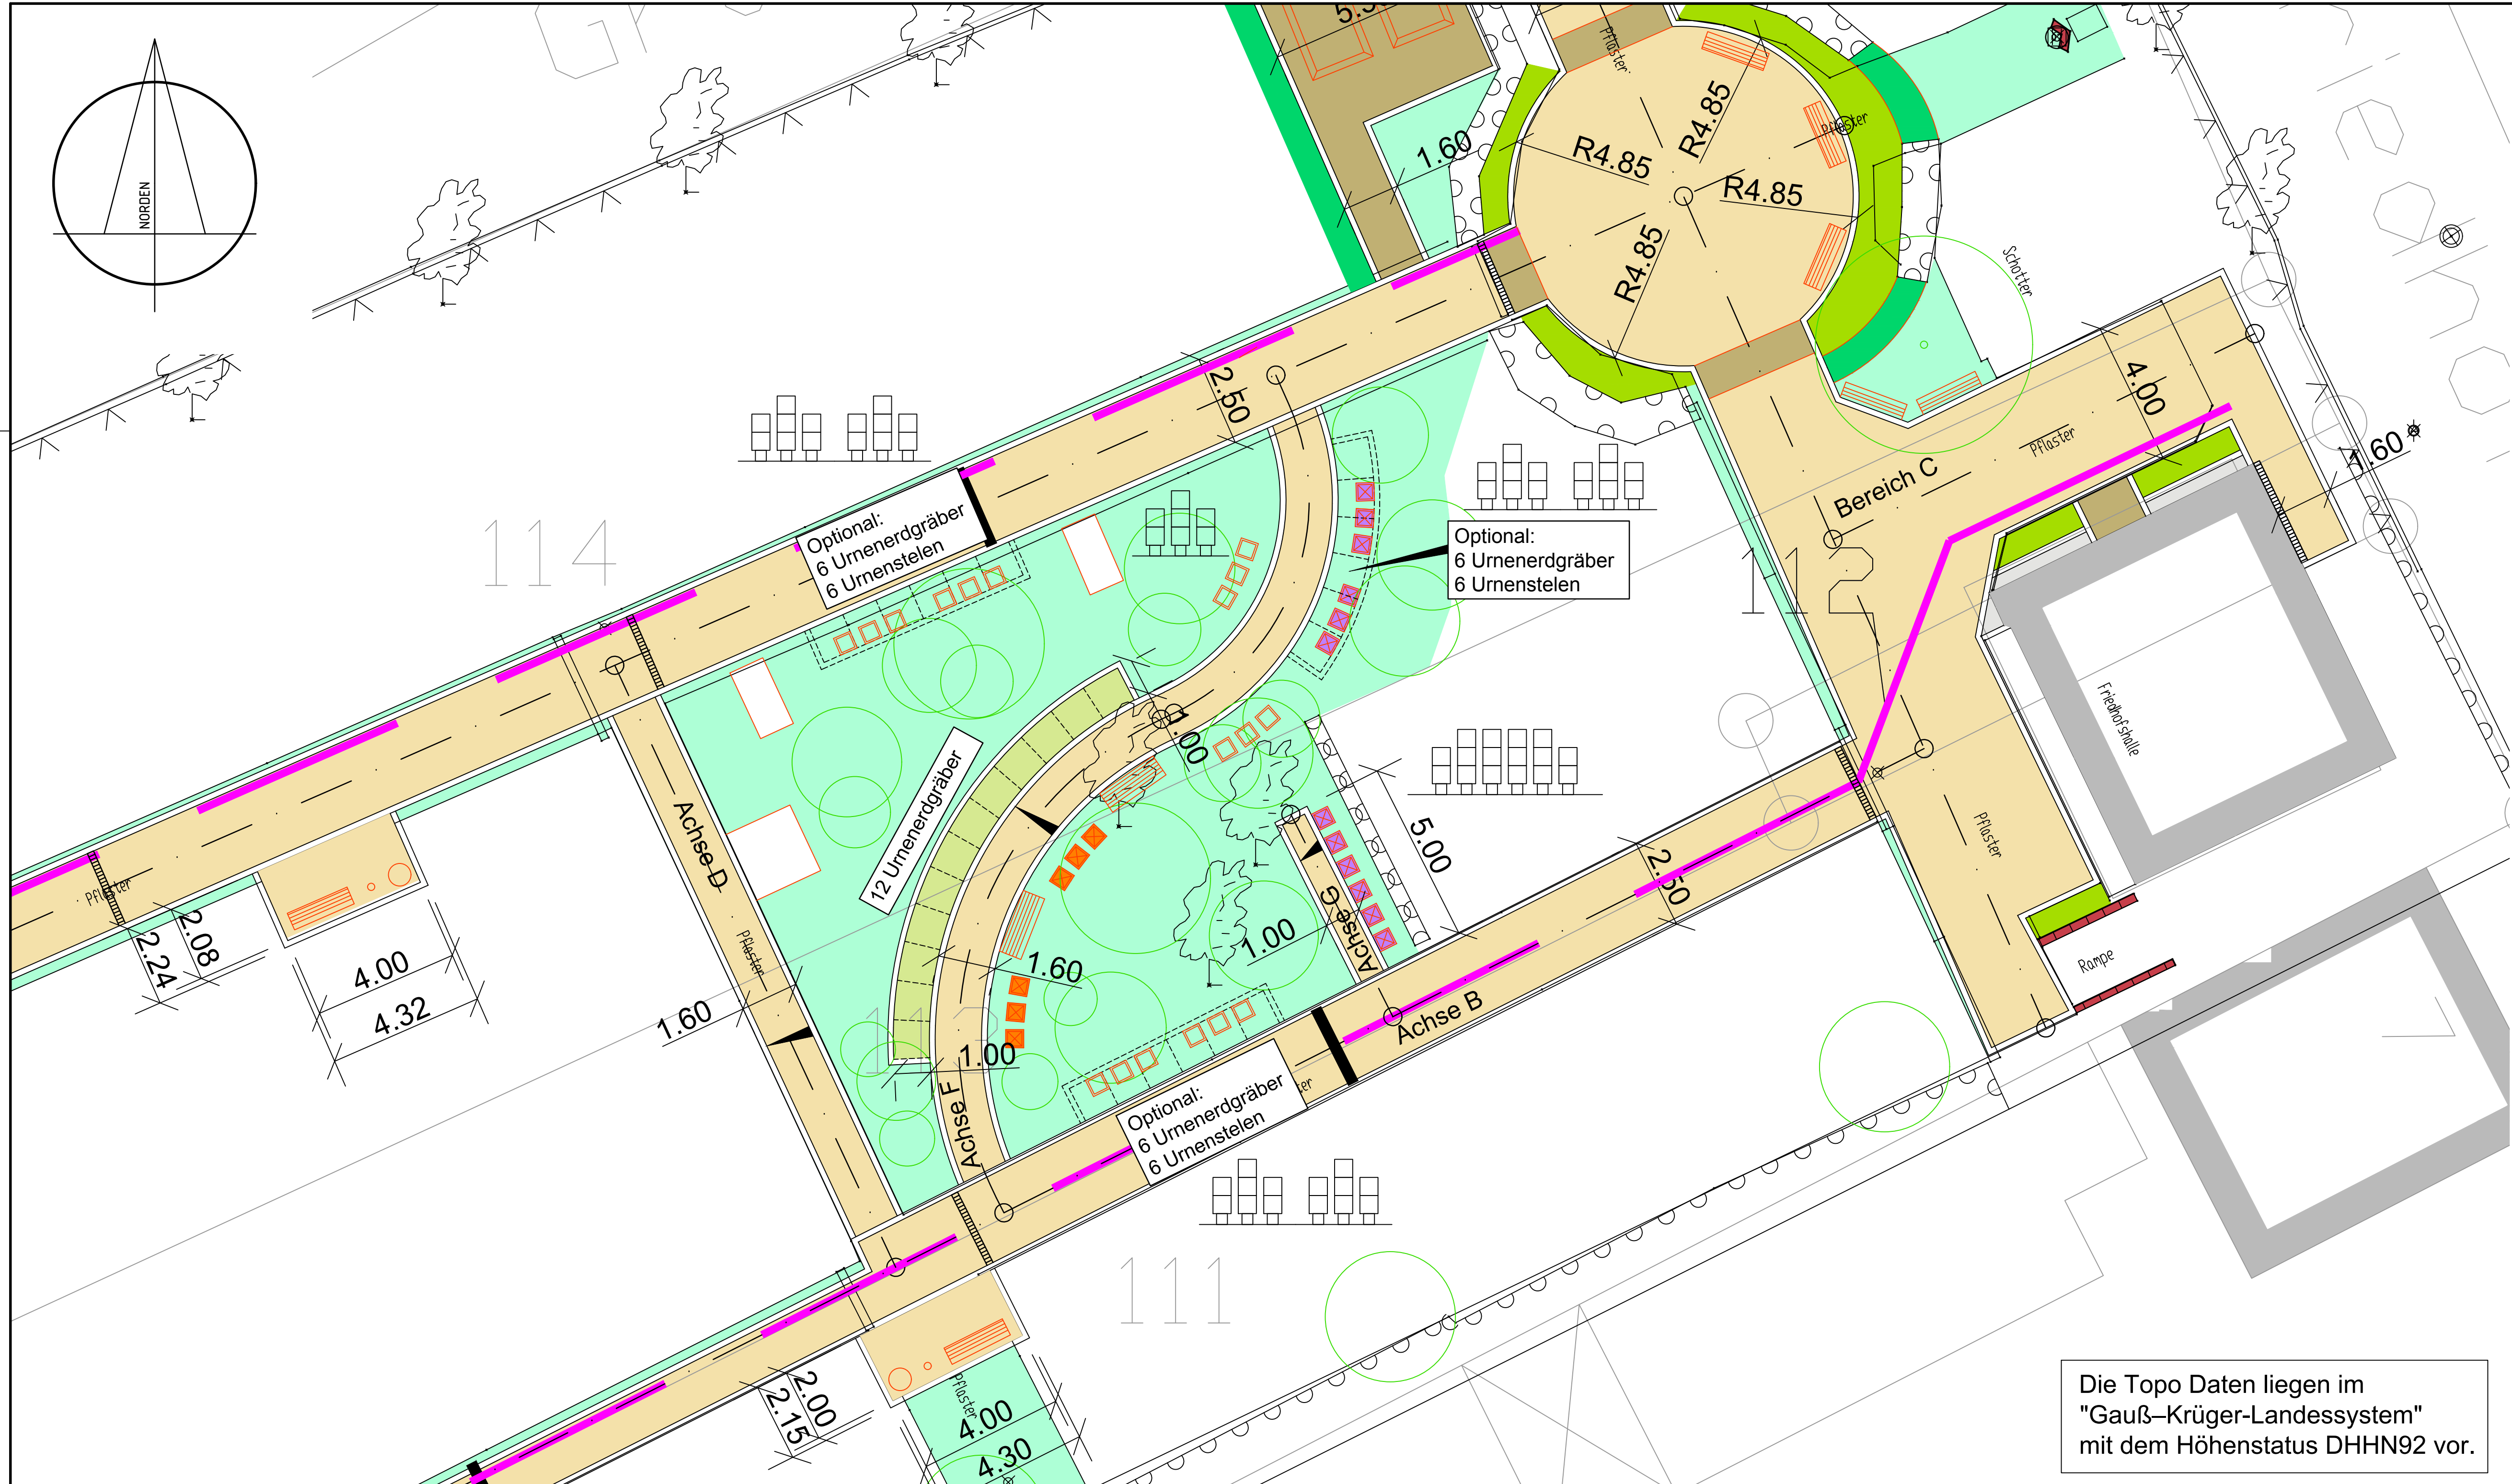 NORDEN
5.5
Pflaster
R4.85
R4.85
R4.85
R4.85
Pflaster
1.60
Schotter
2.50
4.00
Pflaster
1.60
Bereich C
114
Optional:
6 Urnenerdgräber
6 Urnenstelen
Optional:
6 Urnenerdgräber
6 Urnenstelen
112
Friedhofshalle
1.00
12 Urnenerdgräber
Achse D
Pflaster
5.00
2.50
Pflaster
Pflaster
2.24
2.08
4.00
4.32
1.60
1.60
1.00
Achse G
Achse B
Rampe
1.00
Achse F
Optional:
6 Urnenerdgräber
6 Urnenstelen
111
2.15
2.00
Pflaster
4.00
4.30
Die Topo Daten liegen im
"Gauß–Krüger-Landessystem"
mit dem Höhenstatus DHHN92 vor.